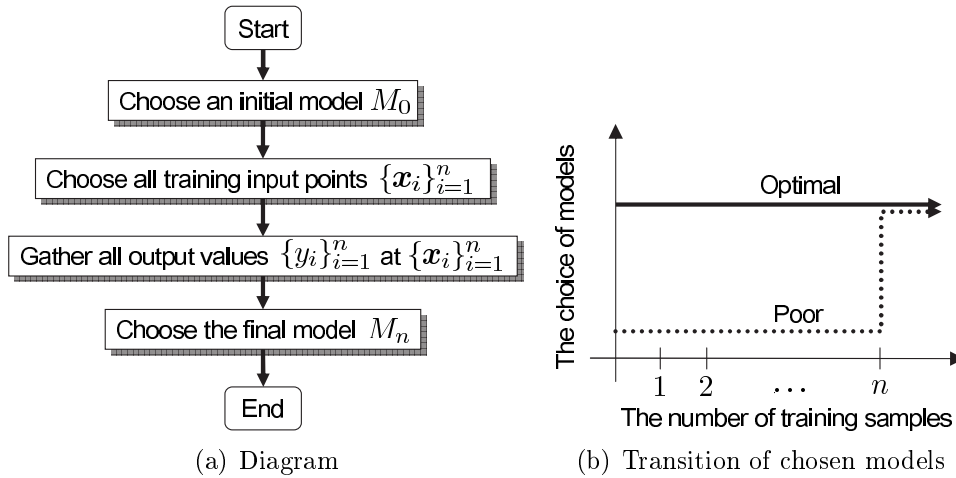 Start
Choose an initial model M_0
Choose all training input points {x_i}_{i=1}^n
Gather all output values {y_i}_{i=1}^n at {x_i}_{i=1}^n
Choose the final model M_n
End
(a) Diagram
The choice of models
Optimal
Poor
1 2 ... n
The number of training samples
(b) Transition of chosen models